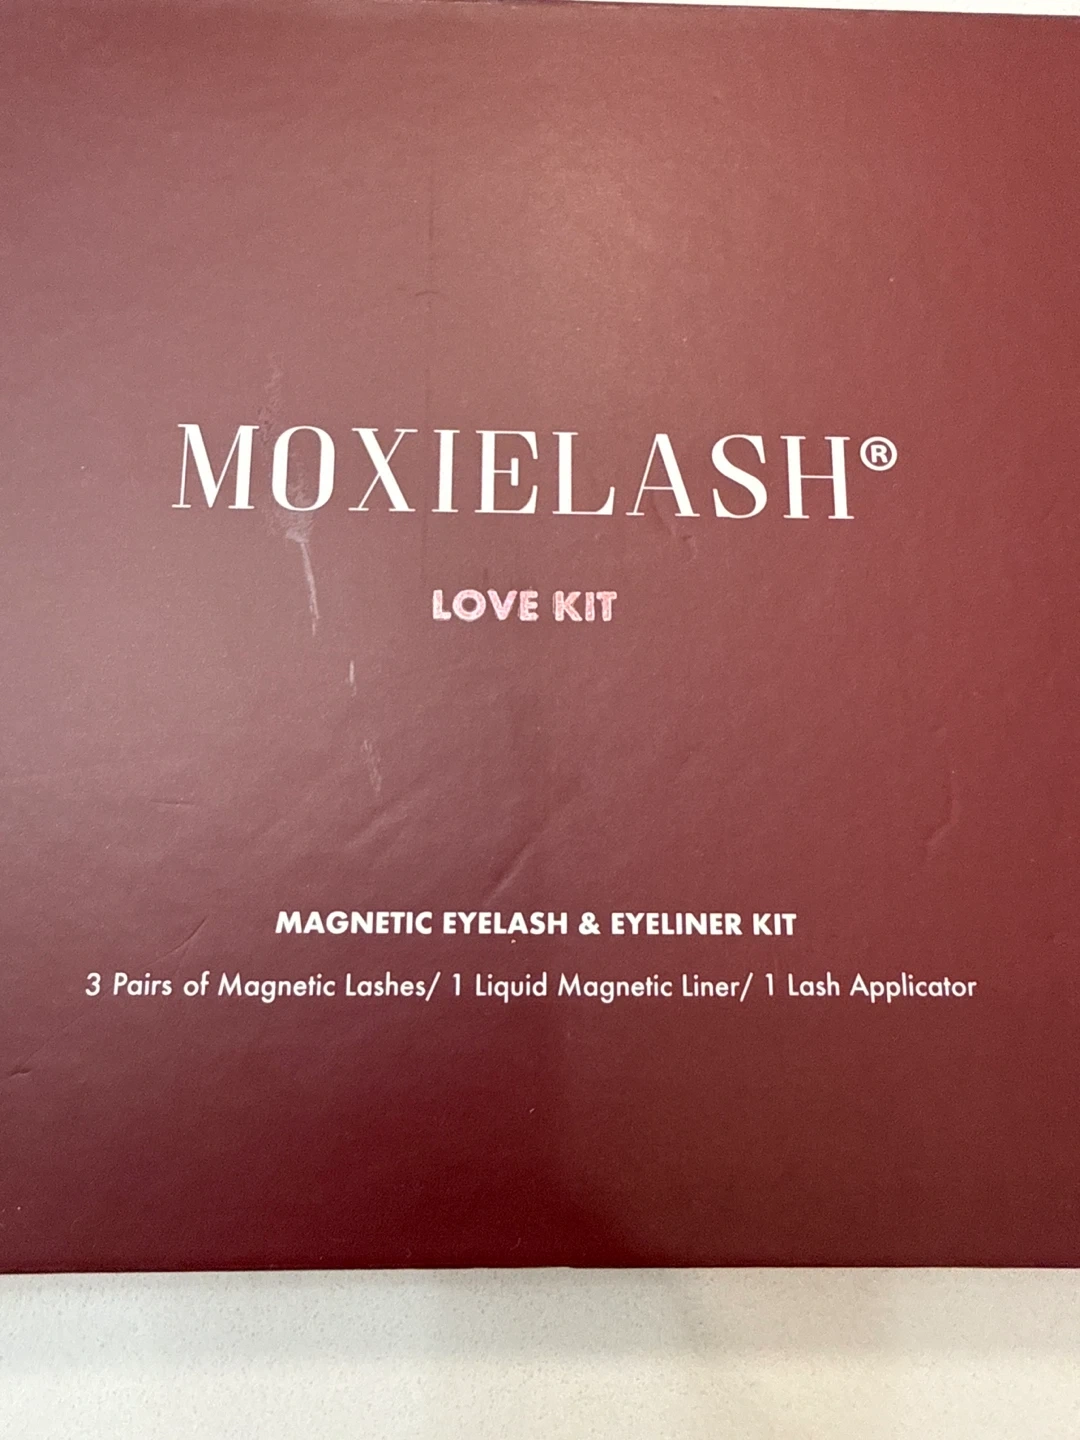 MOXIELASH®
LOVE KIT
MAGNETIC EYELASH & EYELINER KIT
3 Pairs of Magnetic Lashes/ 1 Liquid Magnetic Liner/ 1 Lash Applicator